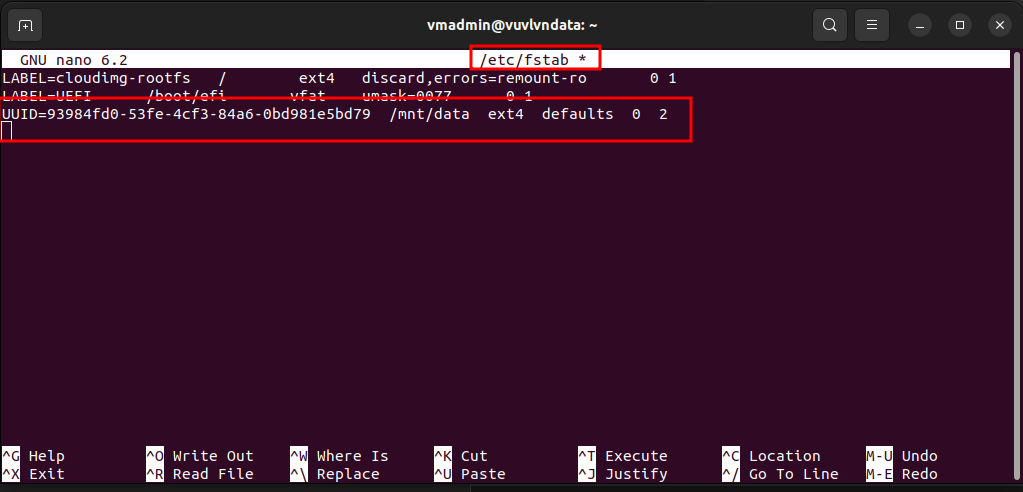 vmadmin@vuvlvndata: ~
GNU nano 6.2 /etc/fstab *
LABEL=cloudimg-rootfs / ext4 discard,errors=remount-ro 0 1
LABEL=UEFI /boot/efi vfat umask=0077 0 1
UUID=93984fd0-53fe-4cf3-84a6-0bd981e5bd79 /mnt/data ext4 defaults 0 2
^G Help ^O Write Out ^W Where Is ^K Cut ^T Execute ^C Location M-U Undo
^X Exit ^R Read File ^\ Replace ^U Paste ^J Justify ^/ Go To Line M-E Redo